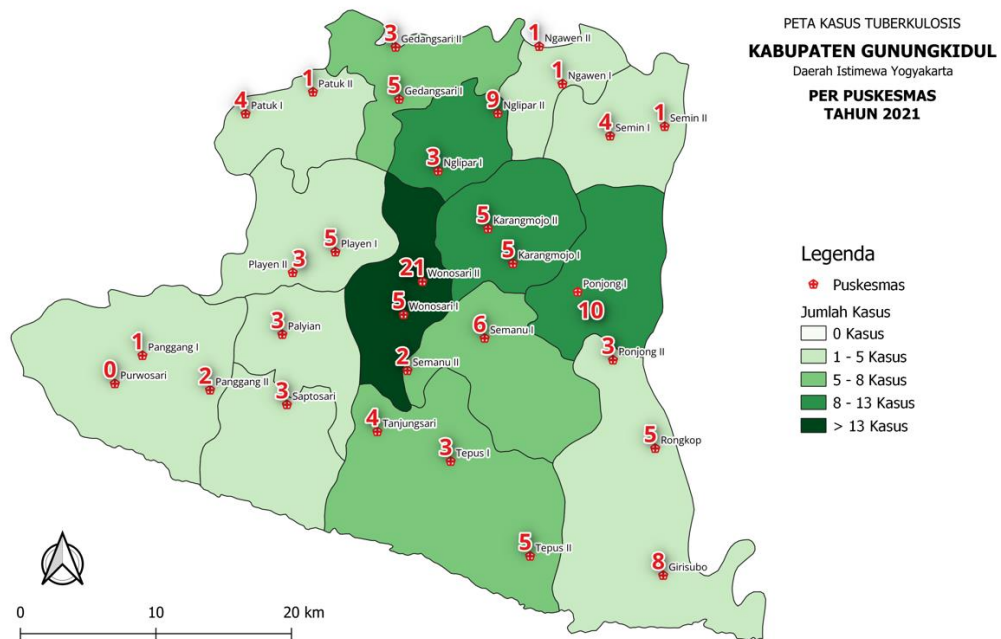 PETA KASUS TUBERKULOSIS
KABUPATEN GUNUNGKIDUL
Daerah Istimewa Yogyakarta
PER PUSKESMAS
TAHUN 2021
3 Gedangsari II
1 Ngawen II
1 Patuk II
1 Ngawen I
4 Patuk I
5 Gedangsari I
9 Nglipar II
4 Semin I
1 Semin II
3 Nglipar I
5 Karangmojo II
5 Playen I
Playen II 3
5 Karangmojo I
21 Wonosari II
Ponjong I
10
5 Wonosari I
3 Palyian
6 Semanu I
1 Panggang I
3 Ponjong II
0 Purwosari
2 Panggang II
2 Semanu II
3 Saptosari
4 Tanjungsari
3 Tepus I
5 Rongkop
5 Tepus II
8 Girisubo
Legenda
Puskesmas
Jumlah Kasus
0 Kasus
1 - 5 Kasus
5 - 8 Kasus
8 - 13 Kasus
> 13 Kasus
0 10 20 km